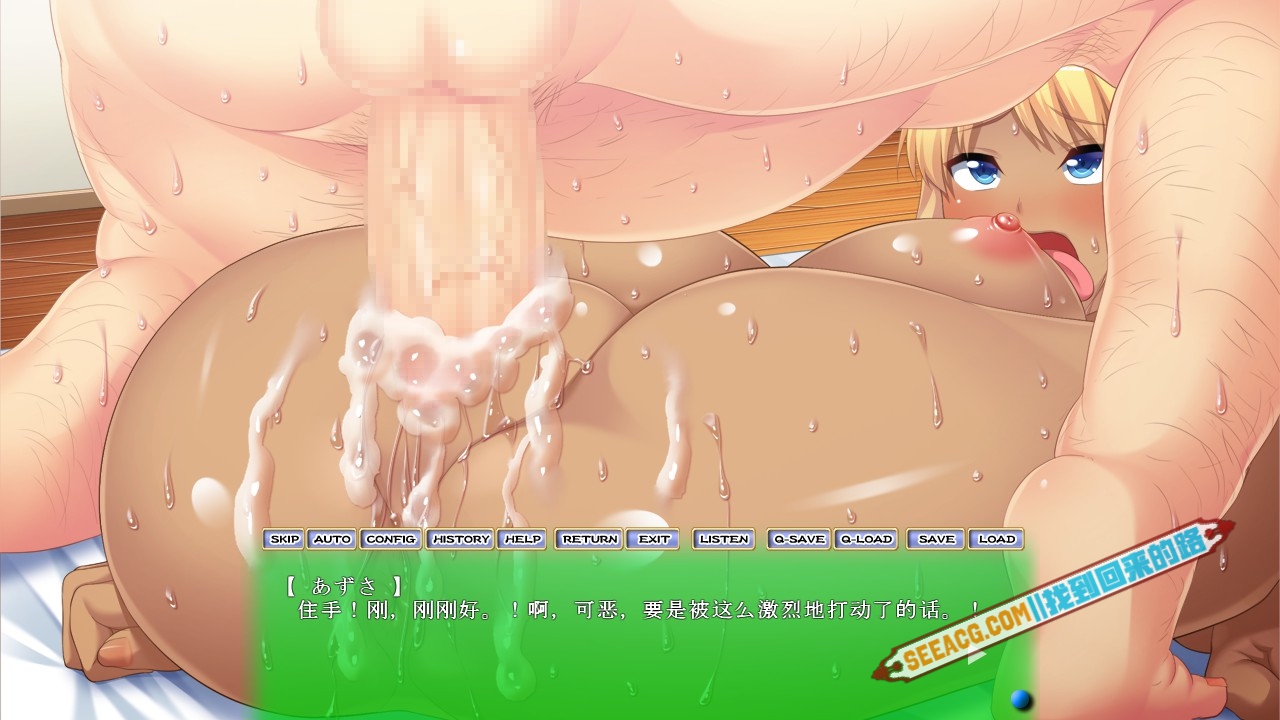 SKIP AUTO CONFIG HISTORY HELP RETURN EXIT LISTEN Q-SAVE Q-LOAD SAVE LOAD
【 あずさ 】
住手！刚，刚刚好。！啊，可恶，要是被这么激烈地打动了的话。！
SEEACG.COM||找到回来的路